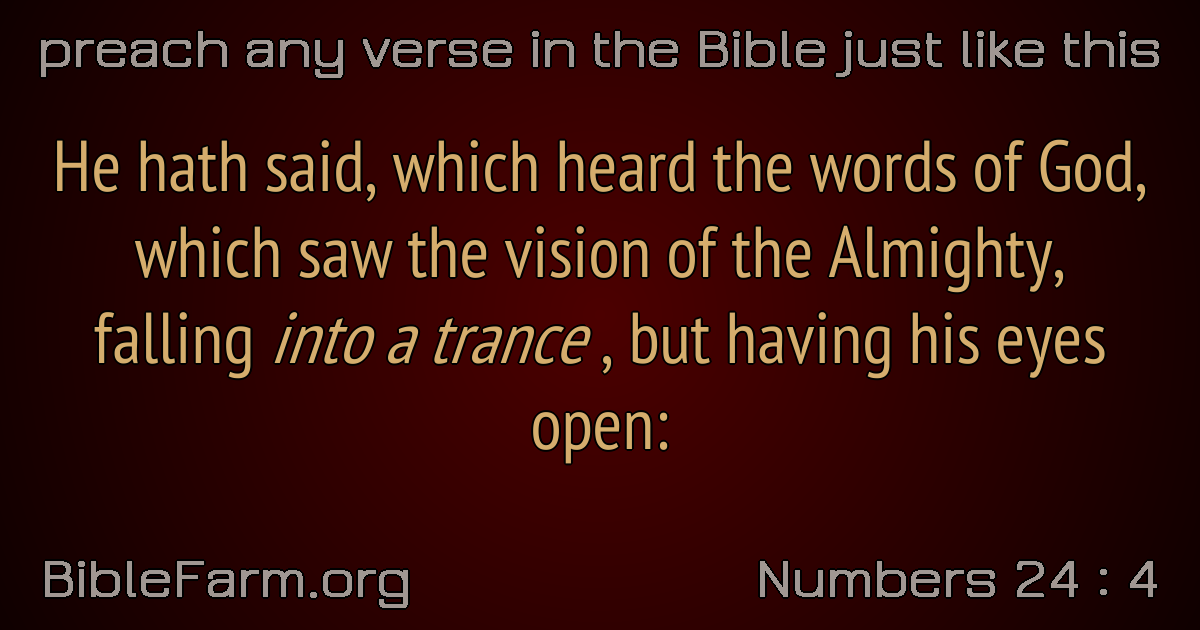 preach any verse in the Bible just like this
He hath said, which heard the words of God,
which saw the vision of the Almighty,
falling into a trance , but having his eyes
open:
BibleFarm.org
Numbers 24 : 4